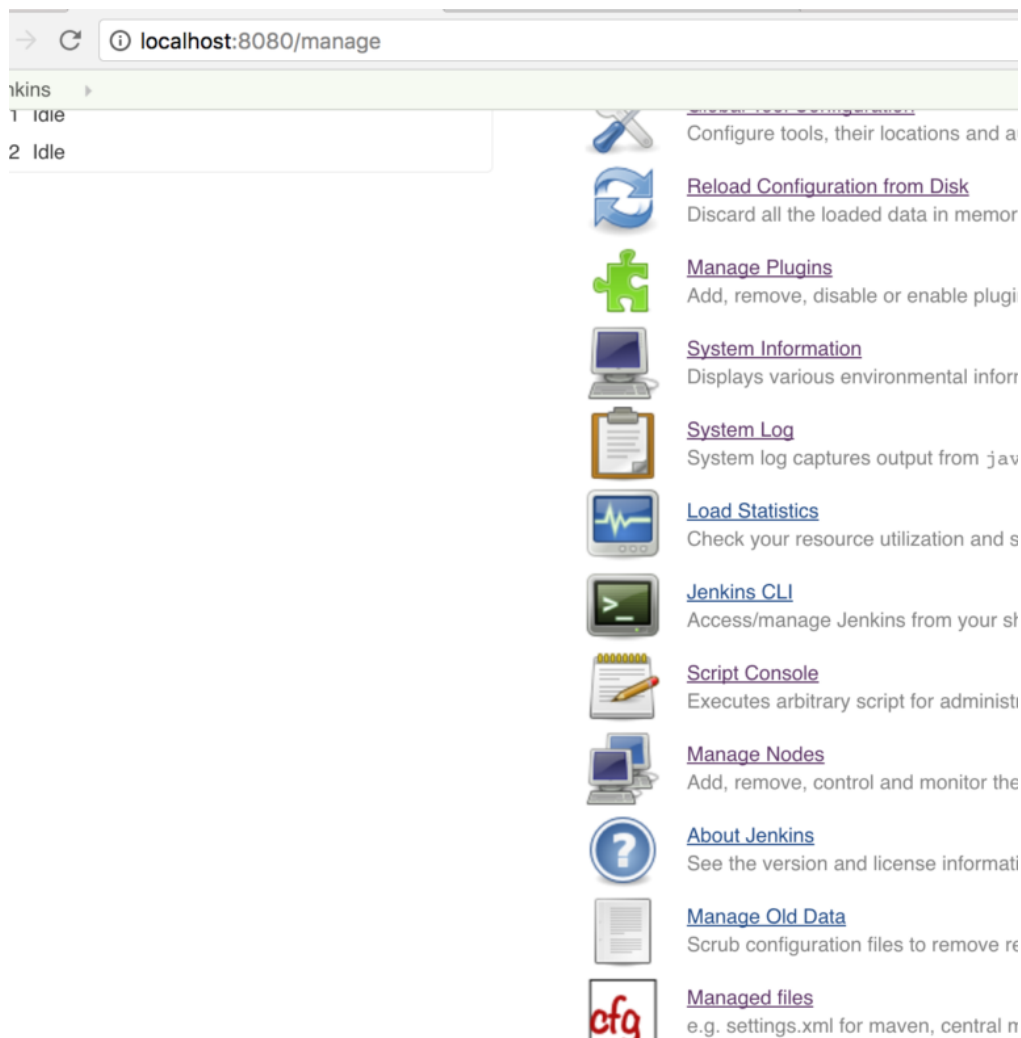 localhost:8080/manage
nkins
1 Idle
2 Idle
Global Tool Configuration
Configure tools, their locations and
Reload Configuration from Disk
Discard all the loaded data in memor
Manage Plugins
Add, remove, disable or enable plugi
System Information
Displays various environmental infor
System Log
System log captures output from jav
Load Statistics
Check your resource utilization and s
Jenkins CLI
Access/manage Jenkins from your sh
Script Console
Executes arbitrary script for administr
Manage Nodes
Add, remove, control and monitor the
About Jenkins
See the version and license informati
Manage Old Data
Scrub configuration files to remove re
cfg
Managed files
e.g. settings.xml for maven, central m